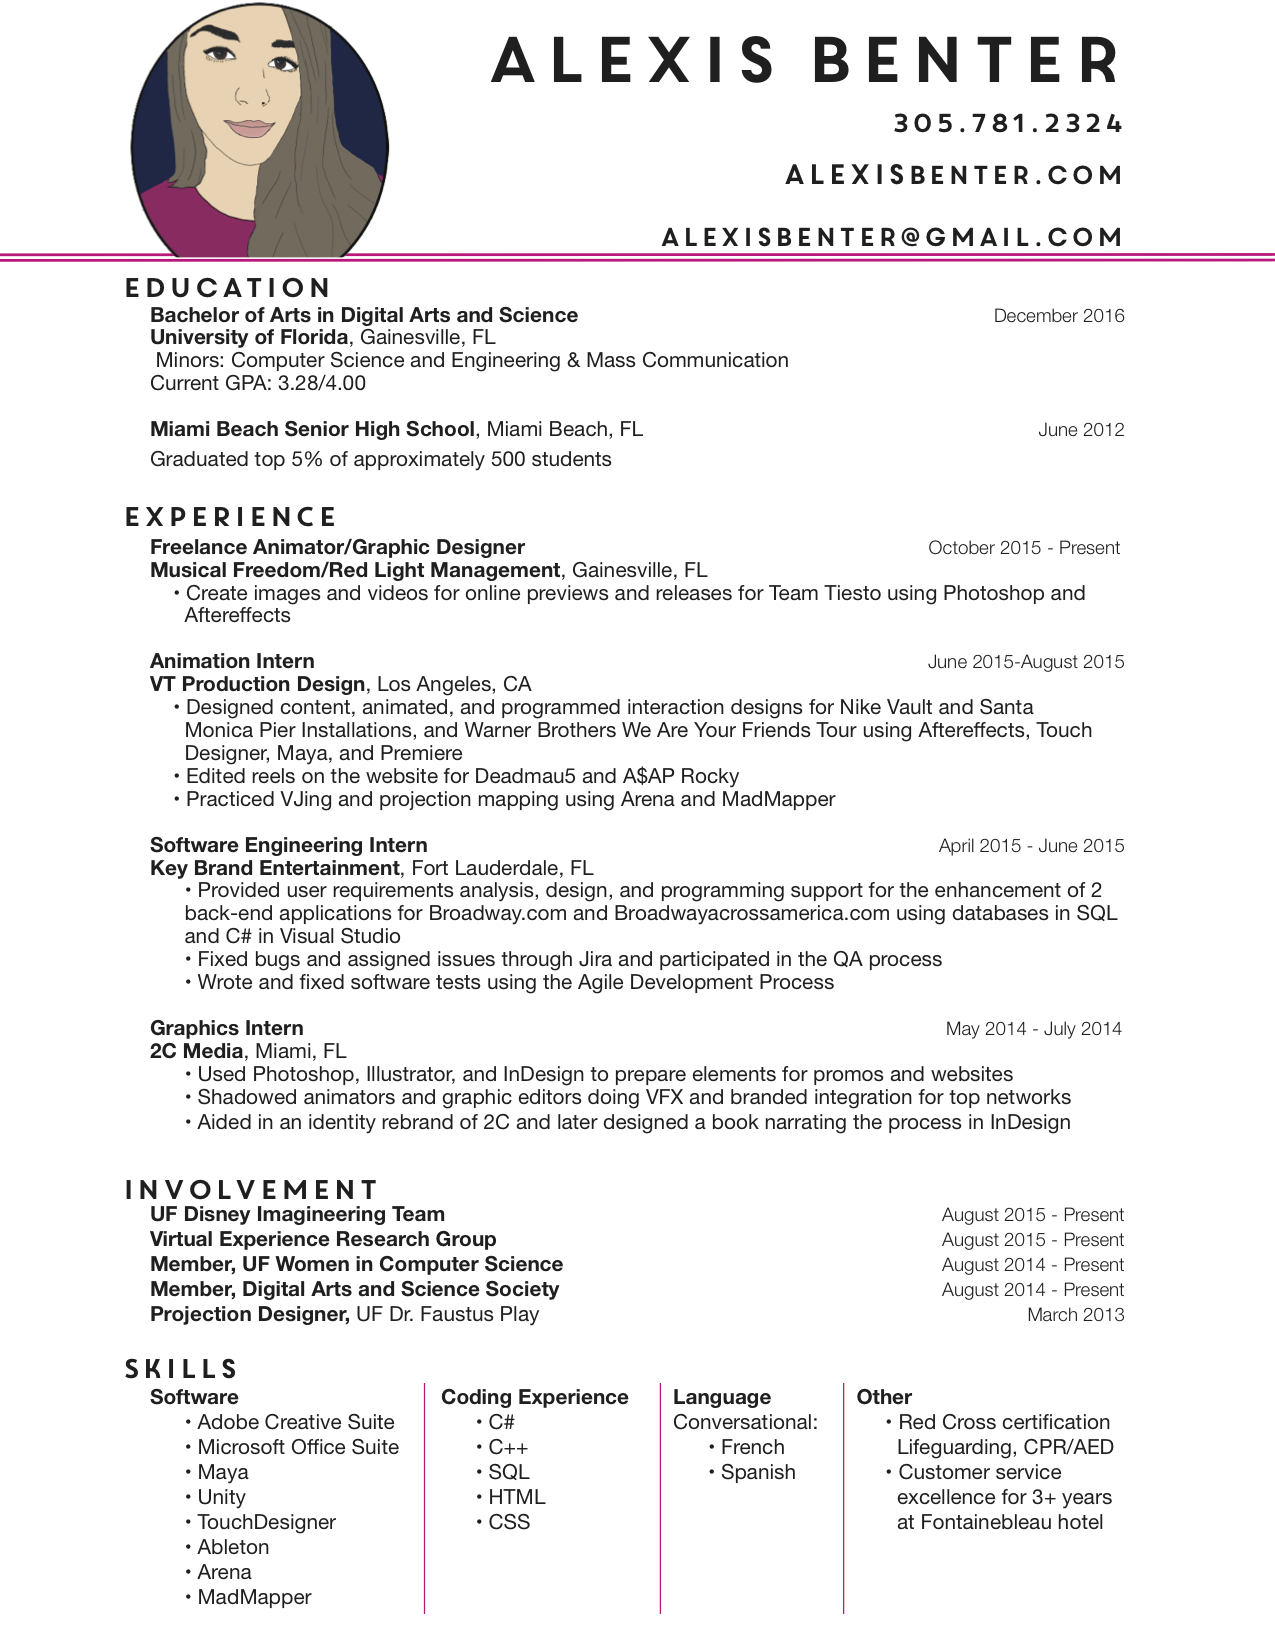 ALEXIS BENTER
305.781.2324
ALEXISBENTER.COM
ALEXISBENTER@GMAIL.COM
EDUCATION
Bachelor of Arts in Digital Arts and Science December 2016
University of Florida, Gainesville, FL
Minors: Computer Science and Engineering & Mass Communication
Current GPA: 3.28/4.00
Miami Beach Senior High School, Miami Beach, FL June 2012
Graduated top 5% of approximately 500 students
EXPERIENCE
Freelance Animator/Graphic Designer October 2015 - Present
Musical Freedom/Red Light Management, Gainesville, FL
• Create images and videos for online previews and releases for Team Tiesto using Photoshop and
Aftereffects
Animation Intern June 2015-August 2015
VT Production Design, Los Angeles, CA
• Designed content, animated, and programmed interaction designs for Nike Vault and Santa
Monica Pier Installations, and Warner Brothers We Are Your Friends Tour using Aftereffects, Touch
Designer, Maya, and Premiere
• Edited reels on the website for Deadmau5 and A$AP Rocky
• Practiced VJing and projection mapping using Arena and MadMapper
Software Engineering Intern April 2015 - June 2015
Key Brand Entertainment, Fort Lauderdale, FL
• Provided user requirements analysis, design, and programming support for the enhancement of 2
back-end applications for Broadway.com and Broadwayacrossamerica.com using databases in SQL
and C# in Visual Studio
• Fixed bugs and assigned issues through Jira and participated in the QA process
• Wrote and fixed software tests using the Agile Development Process
Graphics Intern May 2014 - July 2014
2C Media, Miami, FL
• Used Photoshop, Illustrator, and InDesign to prepare elements for promos and websites
• Shadowed animators and graphic editors doing VFX and branded integration for top networks
• Aided in an identity rebrand of 2C and later designed a book narrating the process in InDesign
INVOLVEMENT
UF Disney Imagineering Team August 2015 - Present
Virtual Experience Research Group August 2015 - Present
Member, UF Women in Computer Science August 2014 - Present
Member, Digital Arts and Science Society August 2014 - Present
Projection Designer, UF Dr. Faustus Play March 2013
SKILLS
Software
• Adobe Creative Suite
• Microsoft Office Suite
• Maya
• Unity
• TouchDesigner
• Ableton
• Arena
• MadMapper
Coding Experience
• C#
• C++
• SQL
• HTML
• CSS
Language
Conversational:
• French
• Spanish
Other
• Red Cross certification
Lifeguarding, CPR/AED
• Customer service
excellence for 3+ years
at Fontainebleau hotel